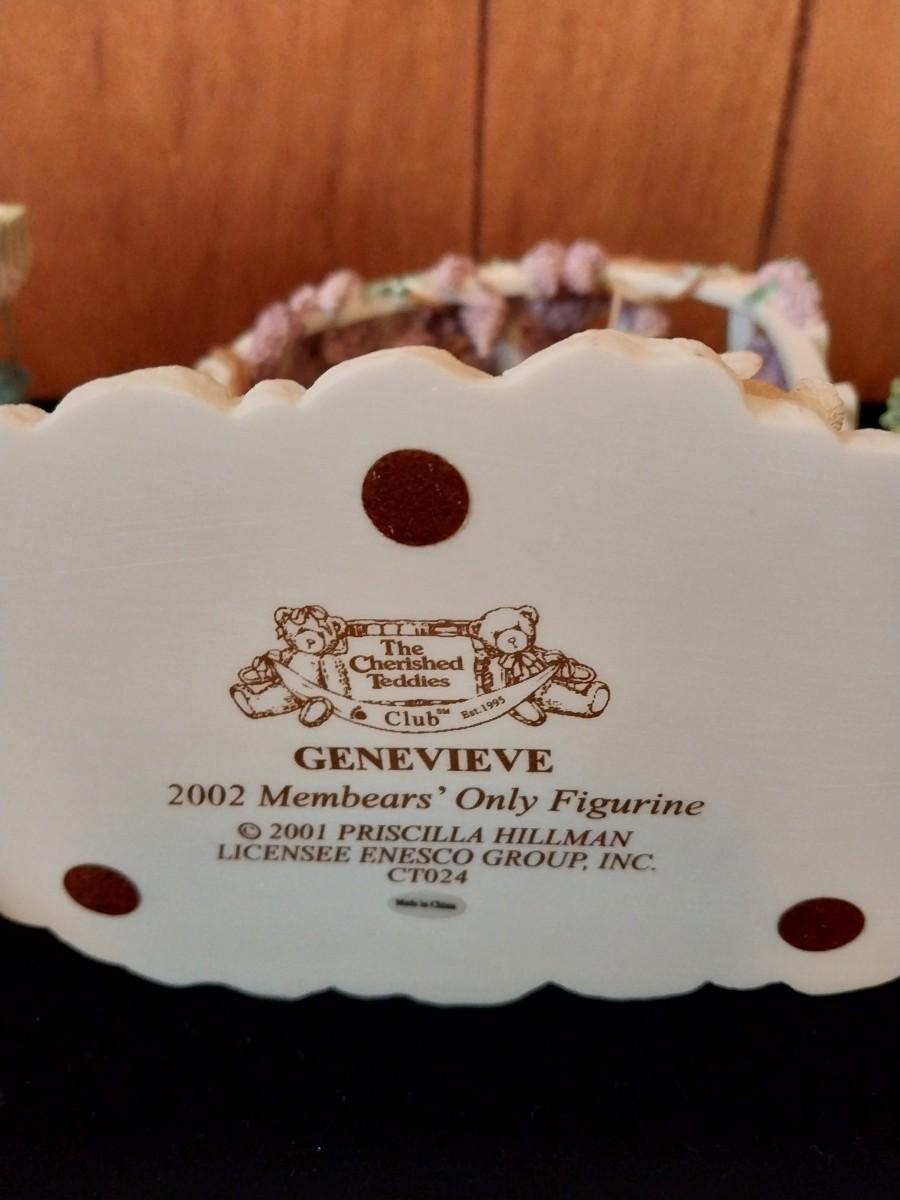 The
Cherished
Teddies
Club℠ Est. 1995
GENEVIEVE
2002 Membears' Only Figurine
© 2001 PRISCILLA HILLMAN
LICENSEE ENESCO GROUP, INC.
CT024
Made in China